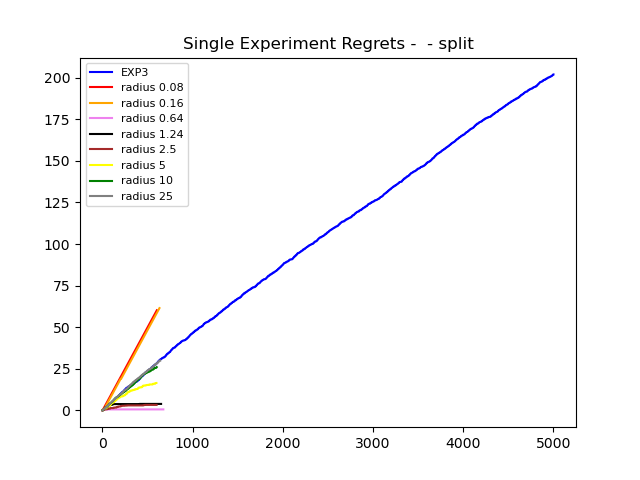 Single Experiment Regrets -  - split
EXP3
radius 0.08
radius 0.16
radius 0.64
radius 1.24
radius 2.5
radius 5
radius 10
radius 25
200
175
150
125
100
75
50
25
0
0 1000 2000 3000 4000 5000